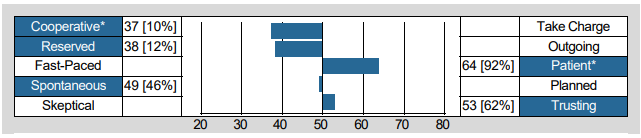 Cooperative* 37 [10%] Take Charge
Reserved 38 [12%] Outgoing
Fast-Paced 64 [92%] Patient*
Spontaneous 49 [46%] Planned
Skeptical 53 [62%] Trusting
20 30 40 50 60 70 80